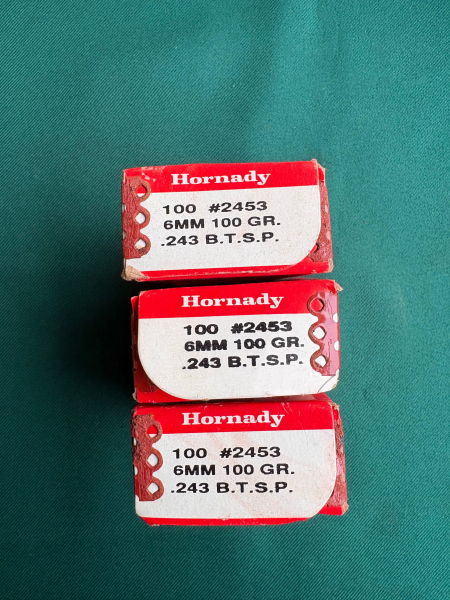 Hornady
100 #2453
6MM 100 GR.
.243 B.T.S.P.
Hornady
100 #2453
6MM 100 GR.
.243 B.T.S.P.
Hornady
100 #2453
6MM 100 GR.
.243 B.T.S.P.